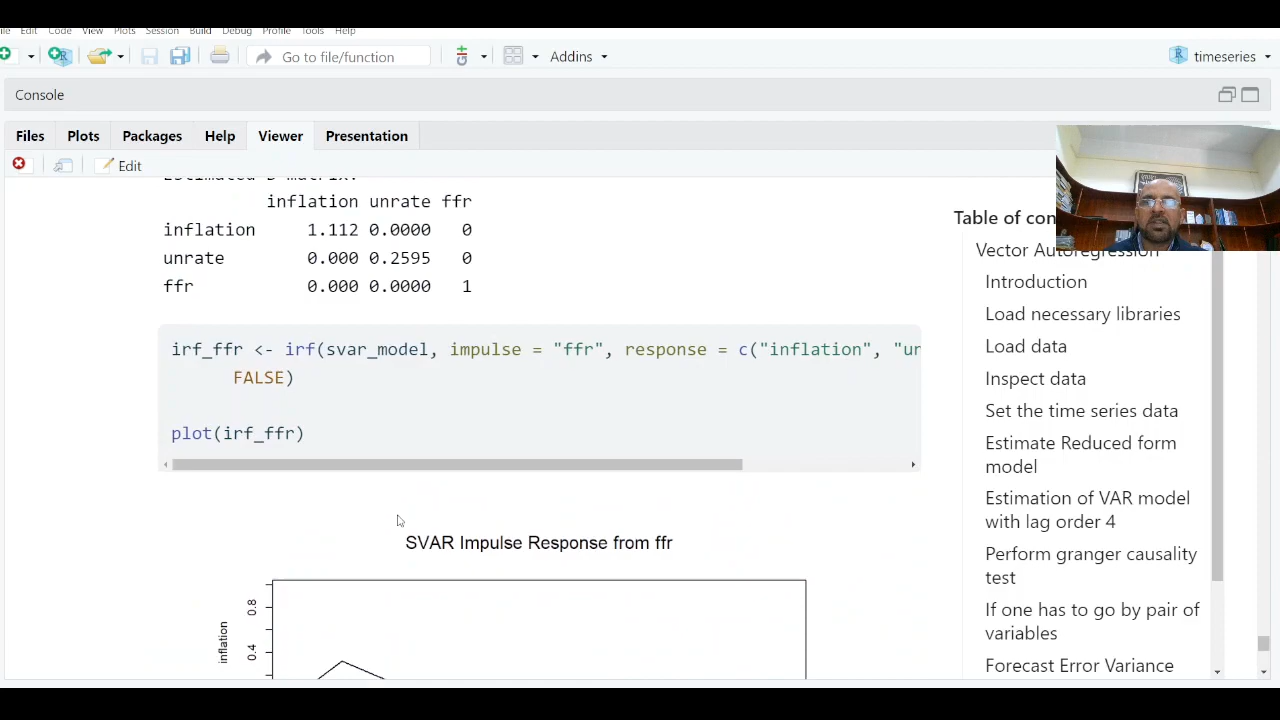 File Edit Code View Plots Session Build Debug Profile Tools Help
Go to file/function
Addins
timeseries
Console
Files Plots Packages Help Viewer Presentation
Edit
inflation unrate ffr
inflation 1.112 0.0000 0
unrate 0.000 0.2595 0
ffr 0.000 0.0000 1
irf_ffr <- irf(svar_model, impulse = "ffr", response = c("inflation", "un
FALSE)
plot(irf_ffr)
SVAR Impulse Response from ffr
inflation
0.8
0.4
Table of con
Vector Autoregression
Introduction
Load necessary libraries
Load data
Inspect data
Set the time series data
Estimate Reduced form
model
Estimation of VAR model
with lag order 4
Perform granger causality
test
If one has to go by pair of
variables
Forecast Error Variance